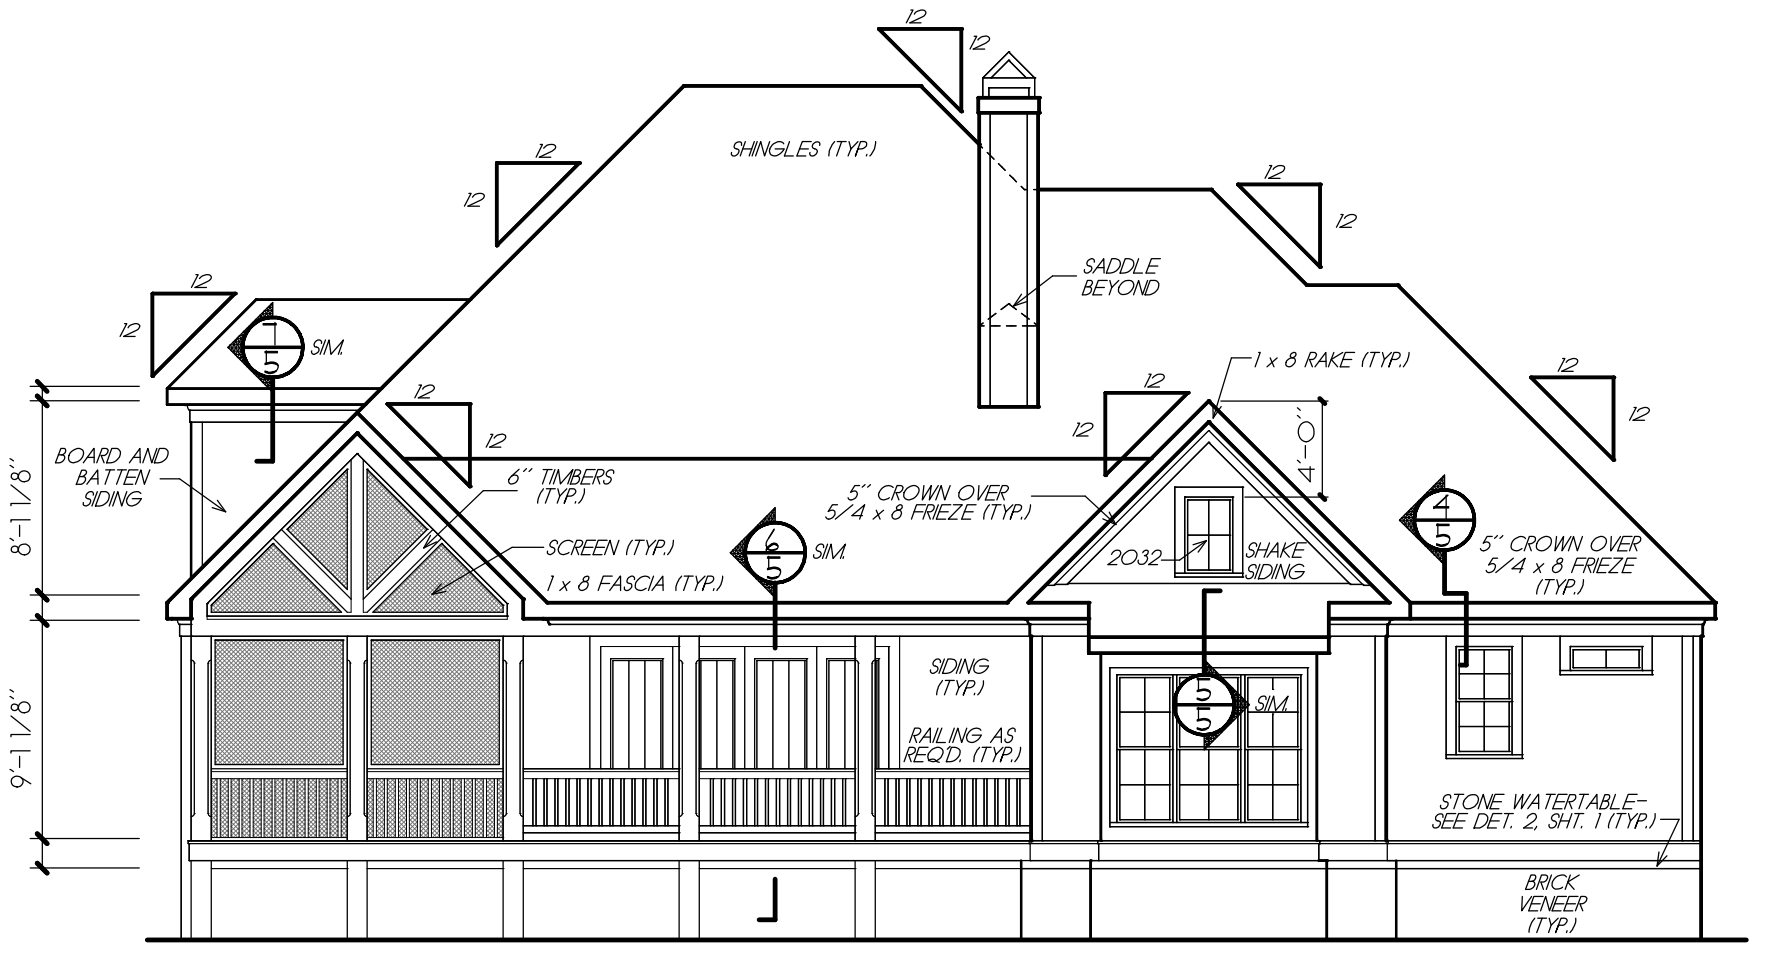 12
12
SHINGLES (TYP.)
12
12
12
12
SADDLE
BEYOND
12
12
1
5
SIM.
1 x 8 RAKE (TYP.)
12
12
12
12
12
12
4'-0"
8'-1 1/8"
BOARD AND
BATTEN
SIDING
6" TIMBERS
(TYP.)
5" CROWN OVER
5/4 x 8 FRIEZE (TYP.)
4
5
6
5
SIM.
SCREEN (TYP.)
1 x 8 FASCIA (TYP.)
2032
SHAKE
SIDING
5" CROWN OVER
5/4 x 8 FRIEZE
(TYP.)
9'-1 1/8"
SIDING
(TYP.)
5
5
SIM.
RAILING AS
REQ'D. (TYP.)
STONE WATERTABLE-
SEE DET. 2, SHT. 1 (TYP.)
BRICK
VENEER
(TYP.)